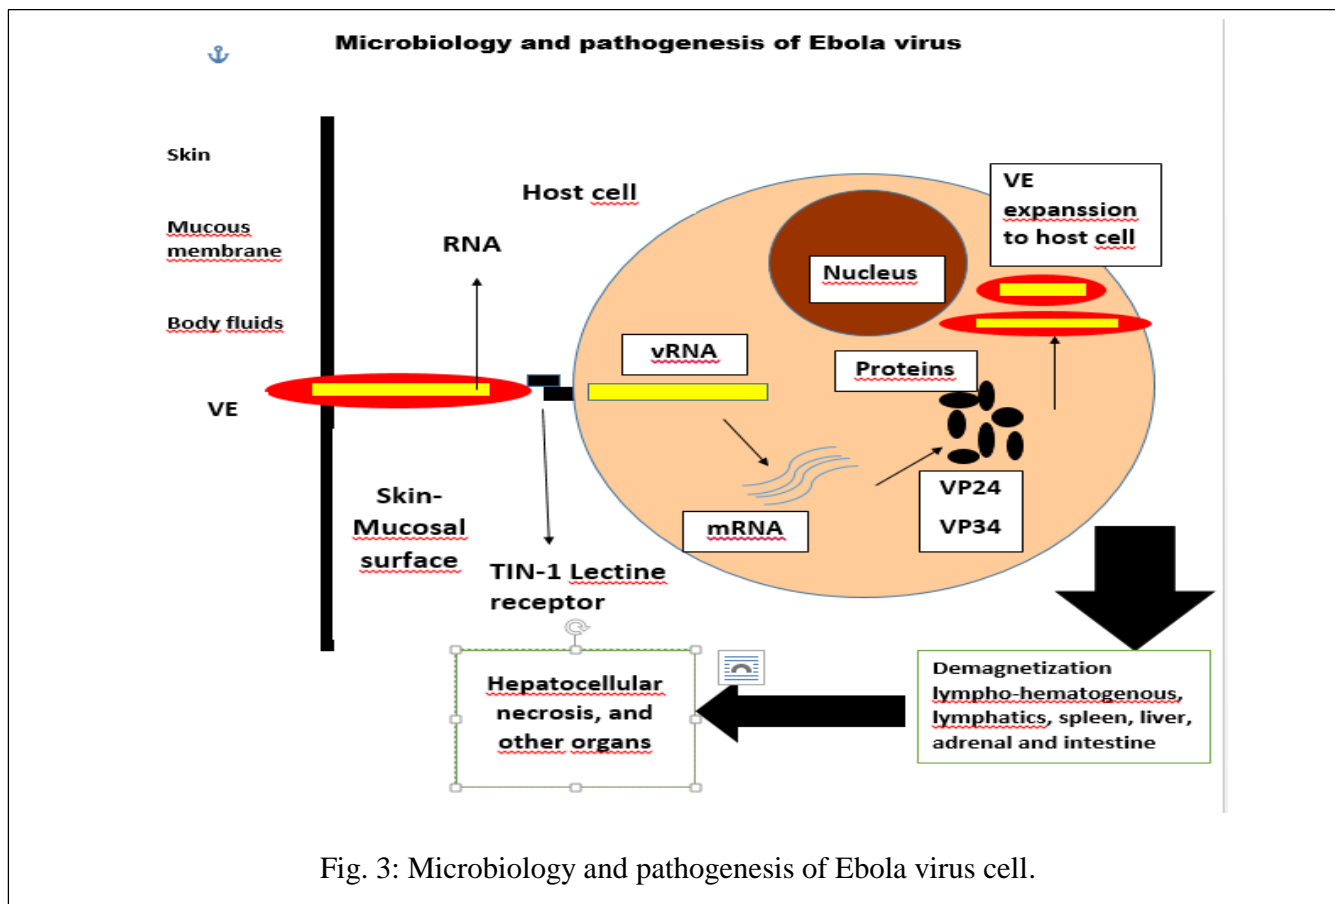 Microbiology and pathogenesis of Ebola virus
Skin
Mucous
membrane
Body fluids
VE
Host cell
RNA
Skin-
Mucosal
surface
TIN-1 Lectine
receptor
vRNA
mRNA
Nucleus
Proteins
VP24
VP34
VE
expanssion
to host cell
Demagnetization
lympho-hematogenous,
lymphatics, spleen, liver,
adrenal and intestine
Hepatocellular
necrosis, and
other organs
Fig. 3: Microbiology and pathogenesis of Ebola virus cell.